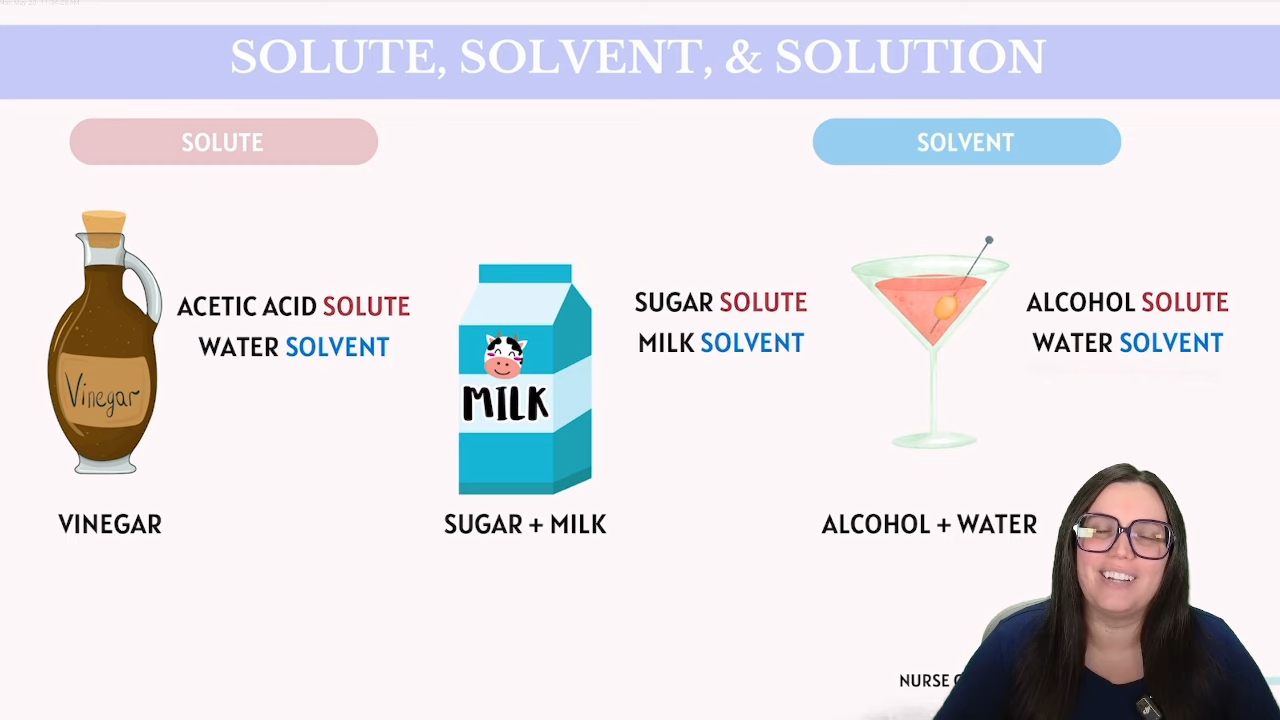 SOLUTE, SOLVENT, & SOLUTION
SOLUTE
SOLVENT
Vinegar
ACETIC ACID SOLUTE
WATER SOLVENT
VINEGAR
MILK
SUGAR SOLUTE
MILK SOLVENT
SUGAR + MILK
ALCOHOL SOLUTE
WATER SOLVENT
ALCOHOL + WATER
NURSE